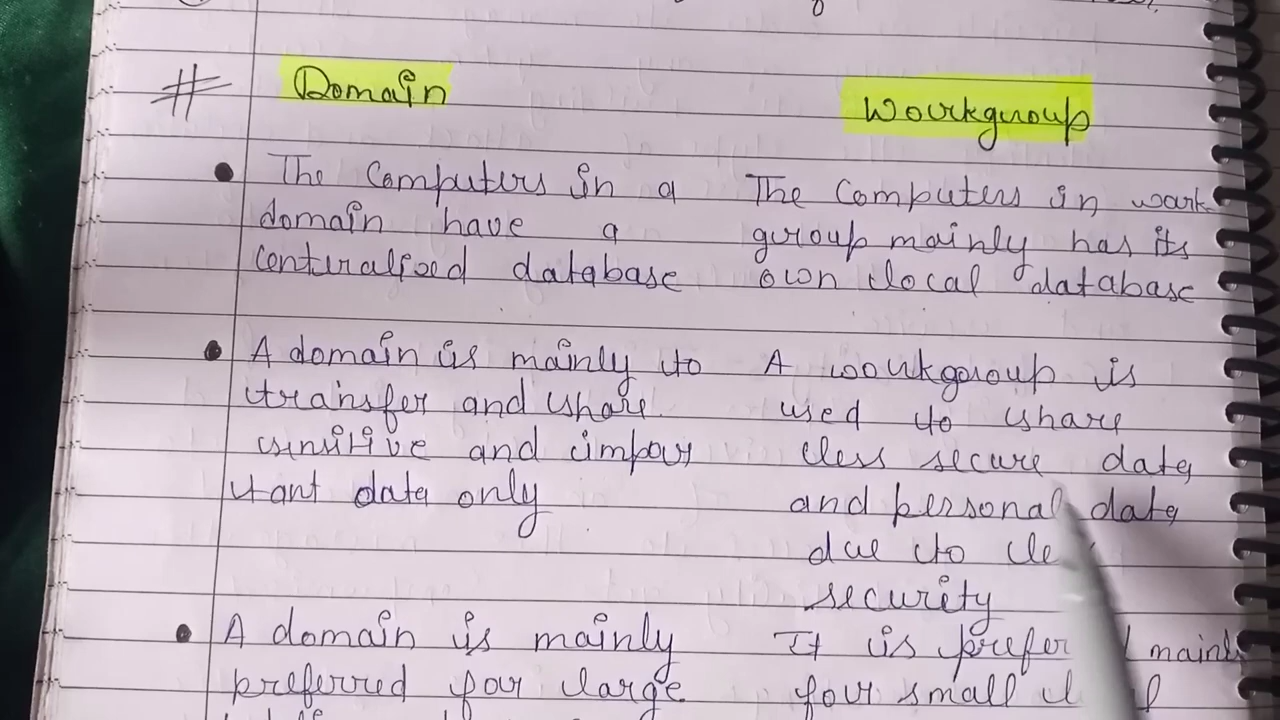 # Domain Workgroup
• The Computers in a
domain have a
Centralized database
The Computers in work
group mainly has its
own local database
• A domain is mainly to
transfer and share
sensitive and impor
tant data only
A workgroup is
used to share
less secure data
and personal data
due to
security
• A domain is mainly
preferred for large
It is mainly
for small